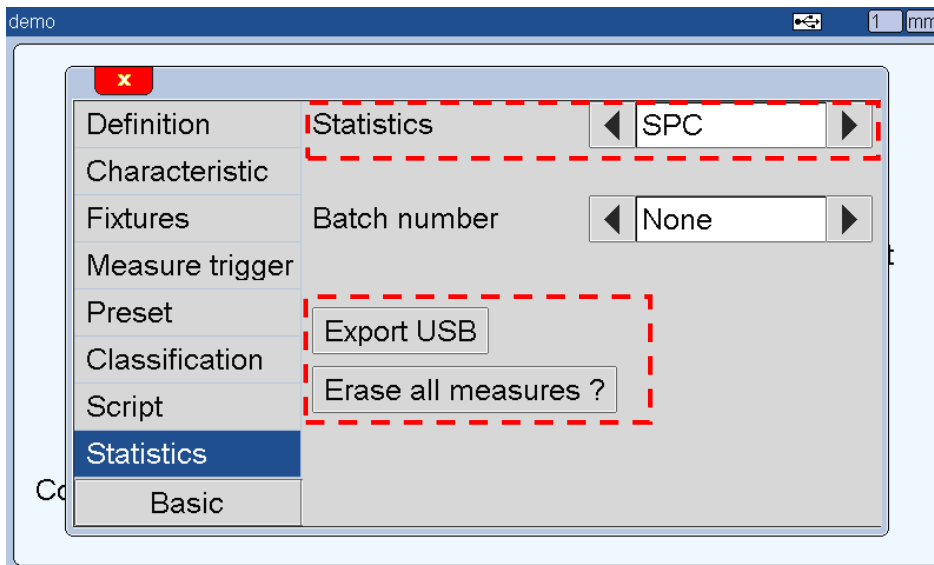 demo 1 mm
x
Definition
Statistics SPC
Characteristic
Fixtures
Batch number None
Measure trigger
Preset
Export USB
Classification
Erase all measures ?
Script
Statistics
Basic